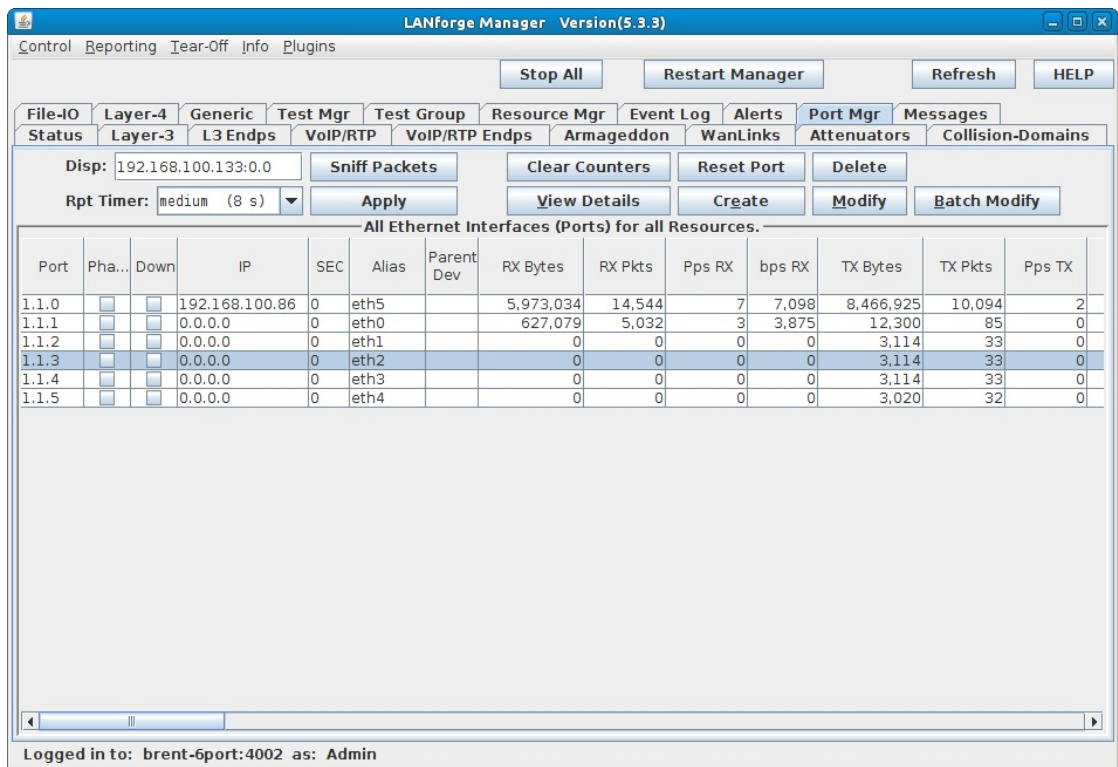 LANforge Manager Version(5.3.3)
Control Reporting Tear-Off Info Plugins
Stop All Restart Manager Refresh HELP
File-IO Layer-4 Generic Test Mgr Test Group Resource Mgr Event Log Alerts Port Mgr Messages
Status Layer-3 L3 Endps VoIP/RTP VoIP/RTP Endps Armageddon WanLinks Attenuators Collision-Domains
Disp: 192.168.100.133:0.0 Sniff Packets Clear Counters Reset Port Delete
Rpt Timer: medium (8 s) Apply View Details Create Modify Batch Modify
All Ethernet Interfaces (Ports) for all Resources.
Port Pha... Down IP SEC Alias Parent Dev RX Bytes RX Pkts Pps RX bps RX TX Bytes TX Pkts Pps TX
1.1.0 192.168.100.86 0 eth5 5,973,034 14,544 7 7,098 8,466,925 10,094 2
1.1.1 0.0.0.0 0 eth0 627,079 5,032 3 3,875 12,300 85 0
1.1.2 0.0.0.0 0 eth1 0 0 0 0 3,114 33 0
1.1.3 0.0.0.0 0 eth2 0 0 0 0 3,114 33 0
1.1.4 0.0.0.0 0 eth3 0 0 0 0 3,114 33 0
1.1.5 0.0.0.0 0 eth4 0 0 0 0 3,020 32 0
Logged in to: brent-6port:4002 as: Admin